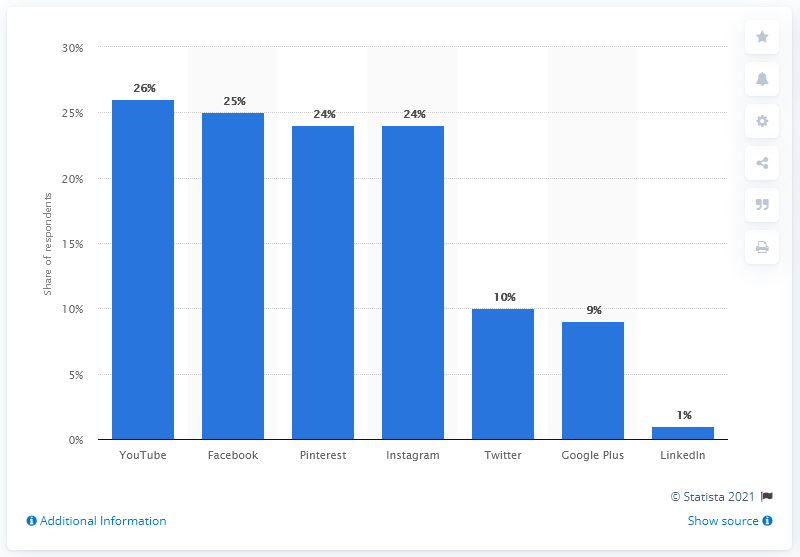 30%
25%
20%
15%
10%
5%
0%
Share of respondents
26%
25%
24%
24%
10%
9%
1%
YouTube
Facebook
Pinterest
Instagram
Twitter
Google Plus
LinkedIn
© Statista 2021
Additional Information
Show source